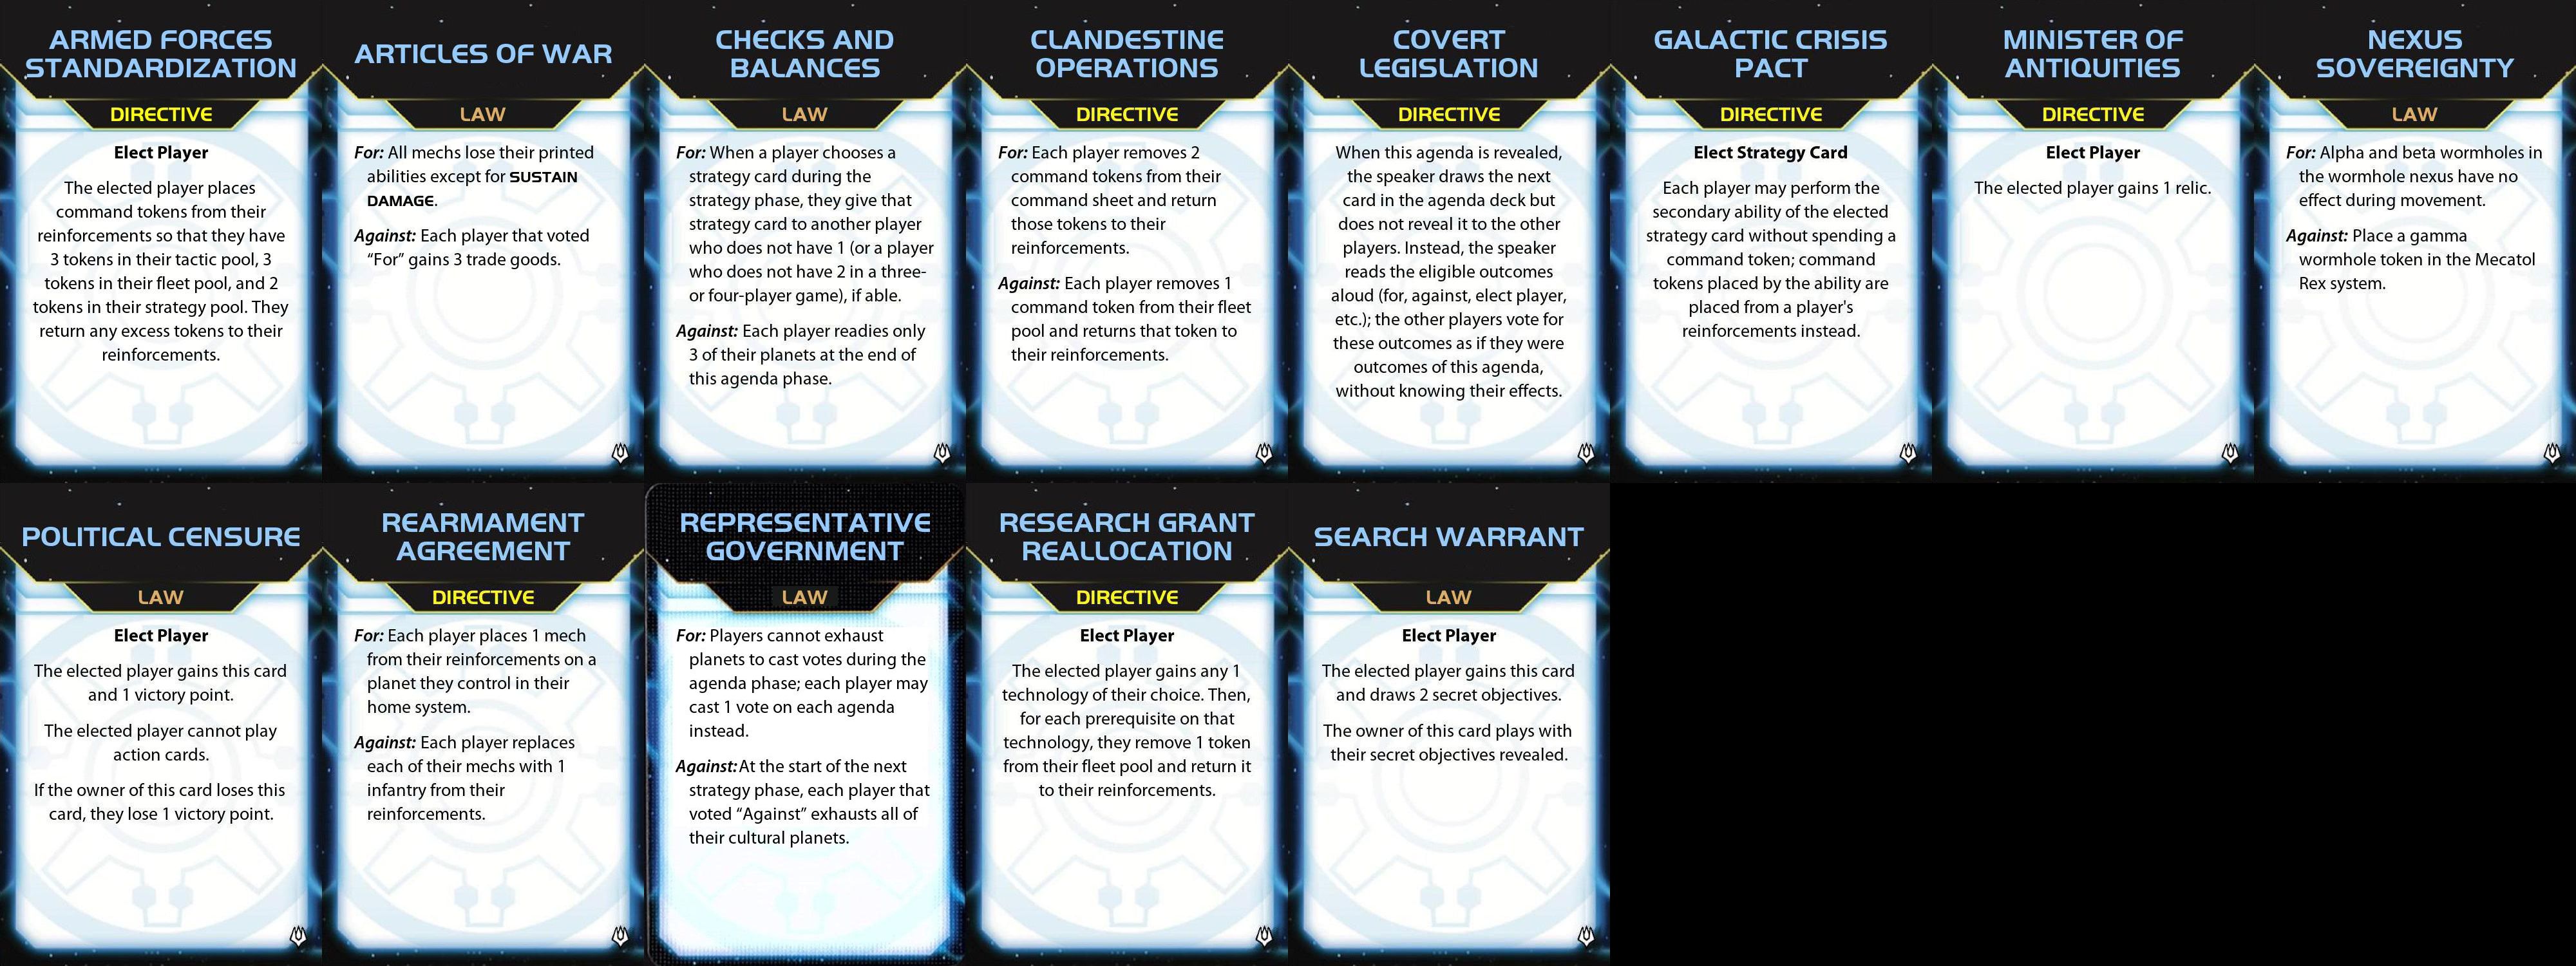 ARMED FORCES
STANDARDIZATION
DIRECTIVE
Elect Player
The elected player places
command tokens from their
reinforcements so that they have
3 tokens in their tactic pool, 3
tokens in their fleet pool, and 2
tokens in their strategy pool. They
return any excess tokens to their
reinforcements.
ARTICLES OF WAR
LAW
For: All mechs lose their printed
abilities except for SUSTAIN
DAMAGE.
Against: Each player that voted
“For” gains 3 trade goods.
CHECKS AND
BALANCES
LAW
For: When a player chooses a
strategy card during the
strategy phase, they give that
strategy card to another player
who does not have 1 (or a player
who does not have 2 in a three-
or four-player game), if able.
Against: Each player readies only
3 of their planets at the end of
this agenda phase.
CLANDESTINE
OPERATIONS
DIRECTIVE
For: Each player removes 2
command tokens from their
command sheet and return
those tokens to their
reinforcements.
Against: Each player removes 1
command token from their fleet
pool and returns that token to
their reinforcements.
COVERT
LEGISLATION
DIRECTIVE
When this agenda is revealed,
the speaker draws the next
card in the agenda deck but
does not reveal it to the other
players. Instead, the speaker
reads the eligible outcomes
aloud (for, against, elect player,
etc.); the other players vote for
these outcomes as if they were
outcomes of this agenda,
without knowing their effects.
GALACTIC CRISIS
PACT
DIRECTIVE
Elect Strategy Card
Each player may perform the
secondary ability of the elected
strategy card without spending a
command token; command
tokens placed by the ability are
placed from a player's
reinforcements instead.
MINISTER OF
ANTIQUITIES
DIRECTIVE
Elect Player
The elected player gains 1 relic.
NEXUS
SOVEREIGNTY
LAW
For: Alpha and beta wormholes in
the wormhole nexus have no
effect during movement.
Against: Place a gamma
wormhole token in the Mecatol
Rex system.
POLITICAL CENSURE
LAW
Elect Player
The elected player gains this card
and 1 victory point.
The elected player cannot play
action cards.
If the owner of this card loses this
card, they lose 1 victory point.
REARMAMENT
AGREEMENT
DIRECTIVE
For: Each player places 1 mech
from their reinforcements on a
planet they control in their
home system.
Against: Each player replaces
each of their mechs with 1
infantry from their
reinforcements.
REPRESENTATIVE
GOVERNMENT
LAW
For: Players cannot exhaust
planets to cast votes during the
agenda phase; each player may
cast 1 vote on each agenda
instead.
Against: At the start of the next
strategy phase, each player that
voted “Against” exhausts all of
their cultural planets.
RESEARCH GRANT
REALLOCATION
DIRECTIVE
Elect Player
The elected player gains any 1
technology of their choice. Then,
for each prerequisite on that
technology, they remove 1 token
from their fleet pool and return it
to their reinforcements.
SEARCH WARRANT
LAW
Elect Player
The elected player gains this card
and draws 2 secret objectives.
The owner of this card plays with
their secret objectives revealed.